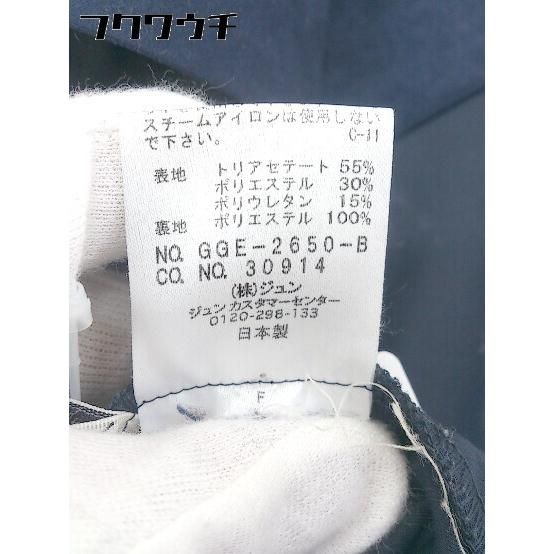 フクワウチ
スチームアイロンは使用しない
で下さい。
C-11
表地 トリアセテート 55%
ポリエステル 30%
ポリウレタン 15%
裏地 ポリエステル 100%
NO. GGE-2650-B
CO. NO. 30914
(株)ジュン
ジュンカスタマーセンター
0120-298-133
日本製
F